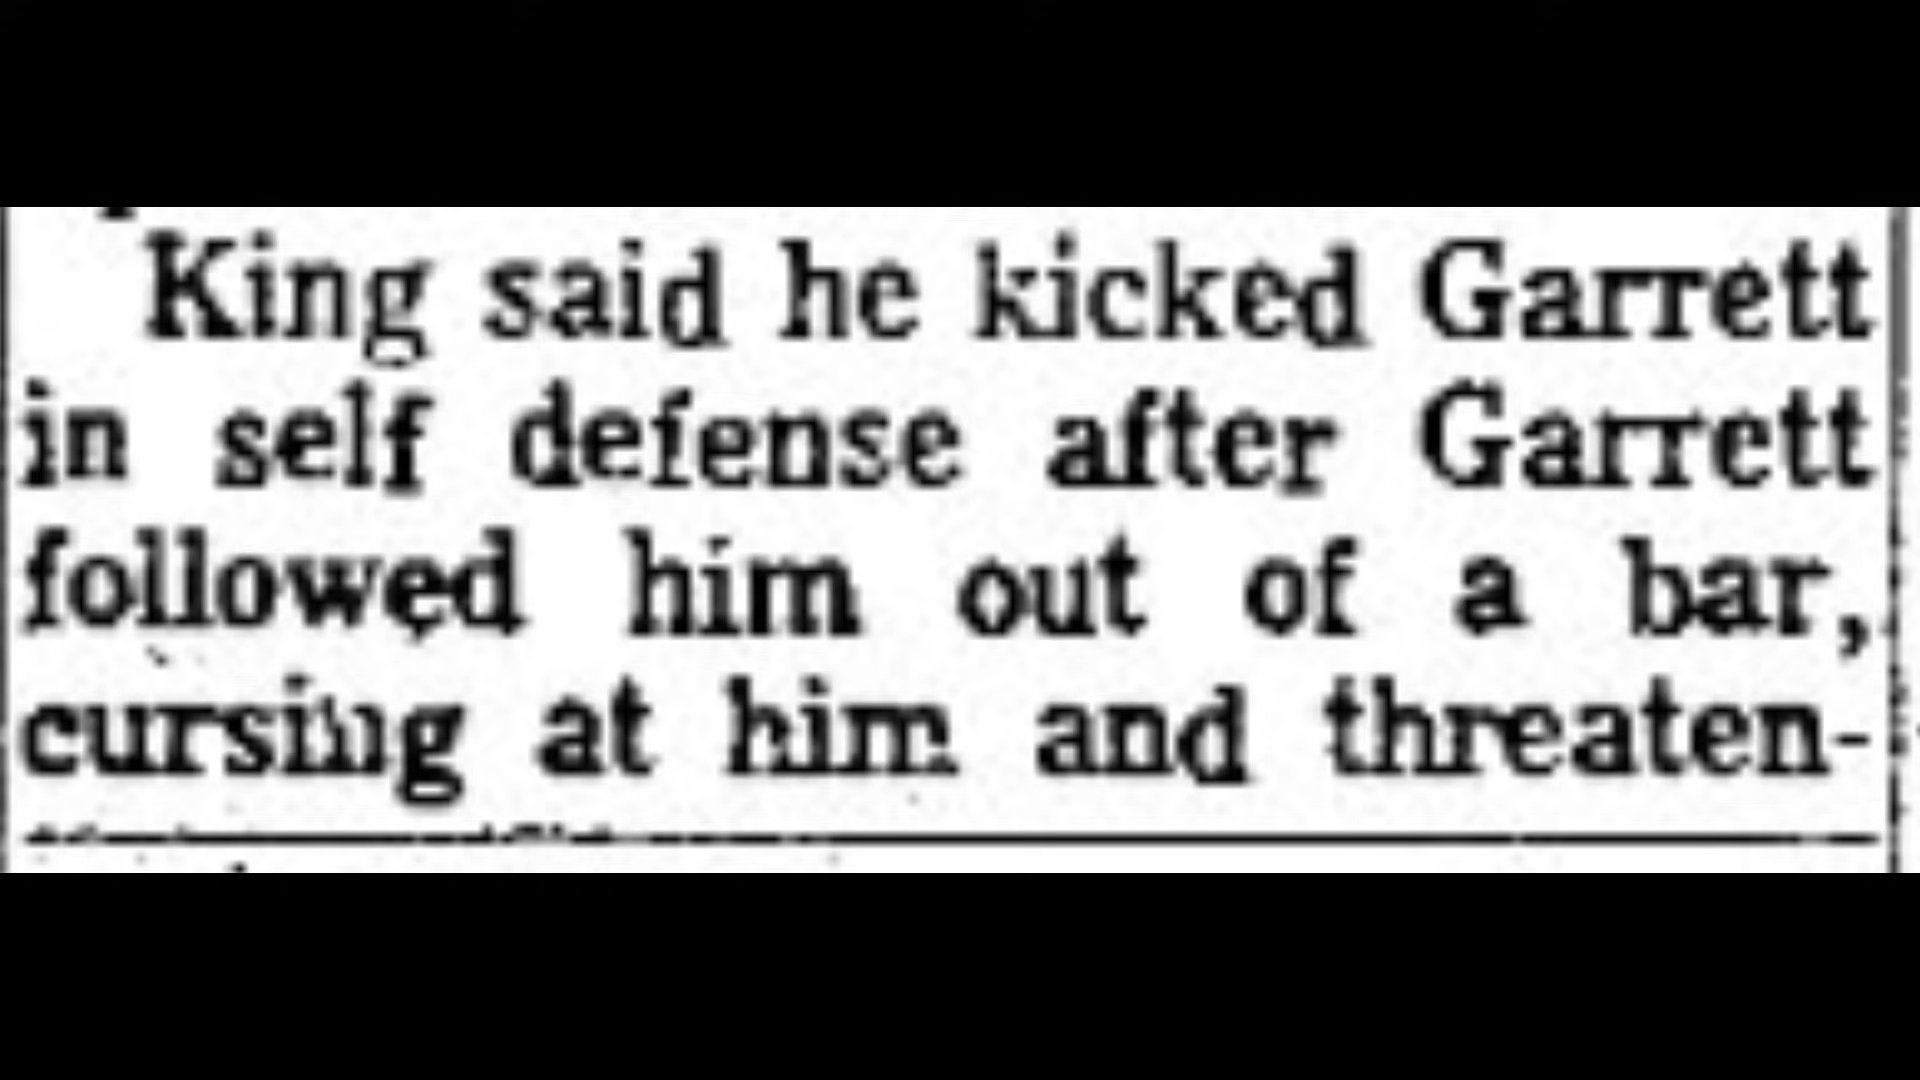 King said he kicked Garrett
in self defense after Garrett
followed him out of a bar,
cursing at him and threaten-